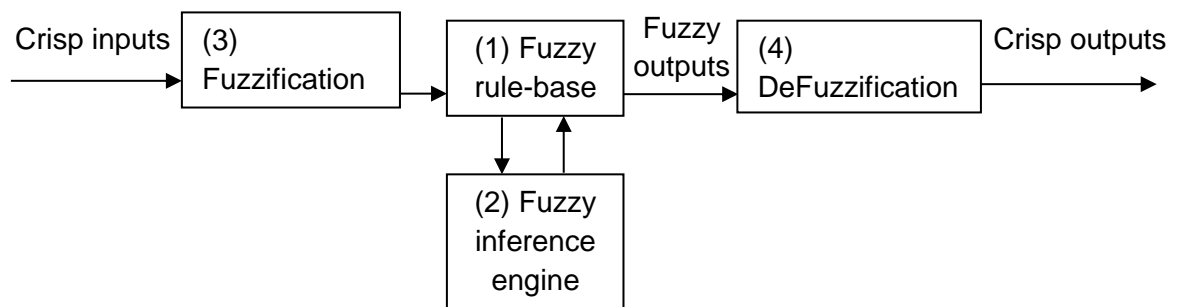 Crisp inputs
(3)
Fuzzification
(1) Fuzzy
rule-base
Fuzzy
outputs
(4)
DeFuzzification
Crisp outputs
(2) Fuzzy
inference
engine